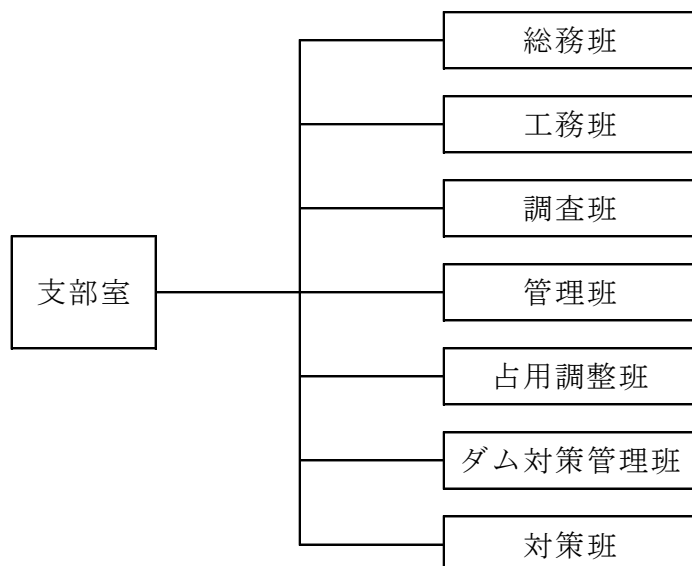 総務班
工務班
調査班
支部室
管理班
占用調整班
ダム対策管理班
対策班